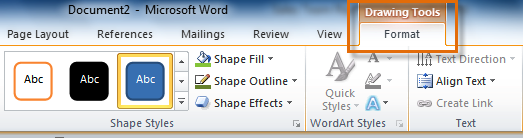 Document2 - Microsoft Word
Drawing Tools
Page Layout References Mailings Review View Format
Abc Abc Abc
Shape Fill
Shape Outline
Shape Effects
Shape Styles
Quick
Styles
A
A
A
WordArt Styles
Text Direction
Align Text
Create Link
Text